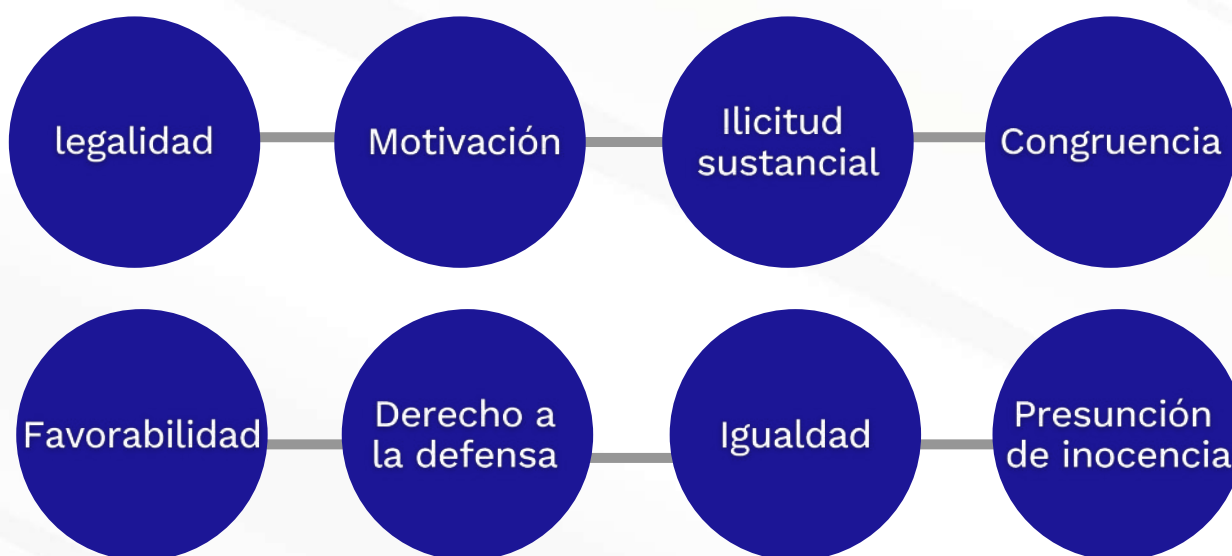 legalidad
Motivación
Ilicitud
sustancial
Congruencia
Favorabilidad
Derecho a
la defensa
Igualdad
Presunción
de inocencia